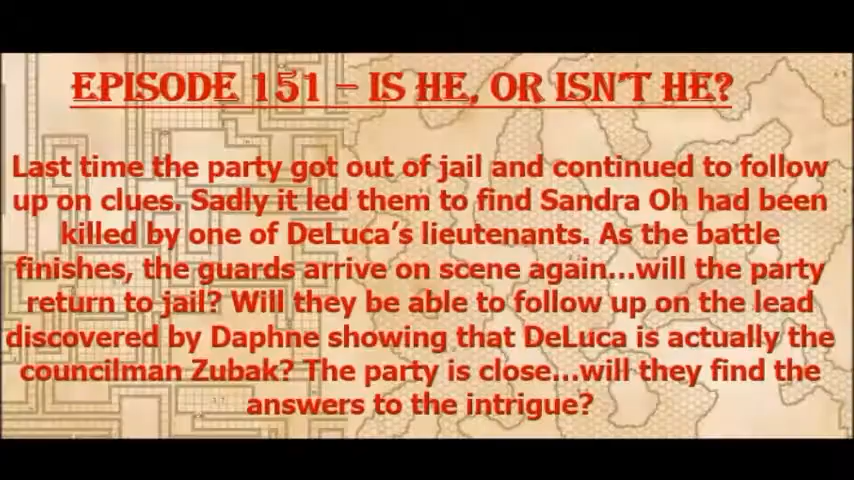 EPISODE 151 – IS HE, OR ISN'T HE?
Last time the party got out of jail and continued to follow
up on clues. Sadly it led them to find Sandra Oh had been
killed by one of DeLuca's lieutenants. As the battle
finishes, the guards arrive on scene again...will the party
return to jail? Will they be able to follow up on the lead
discovered by Daphne showing that DeLuca is actually the
councilman Zubak? The party is close...will they find the
answers to the intrigue?